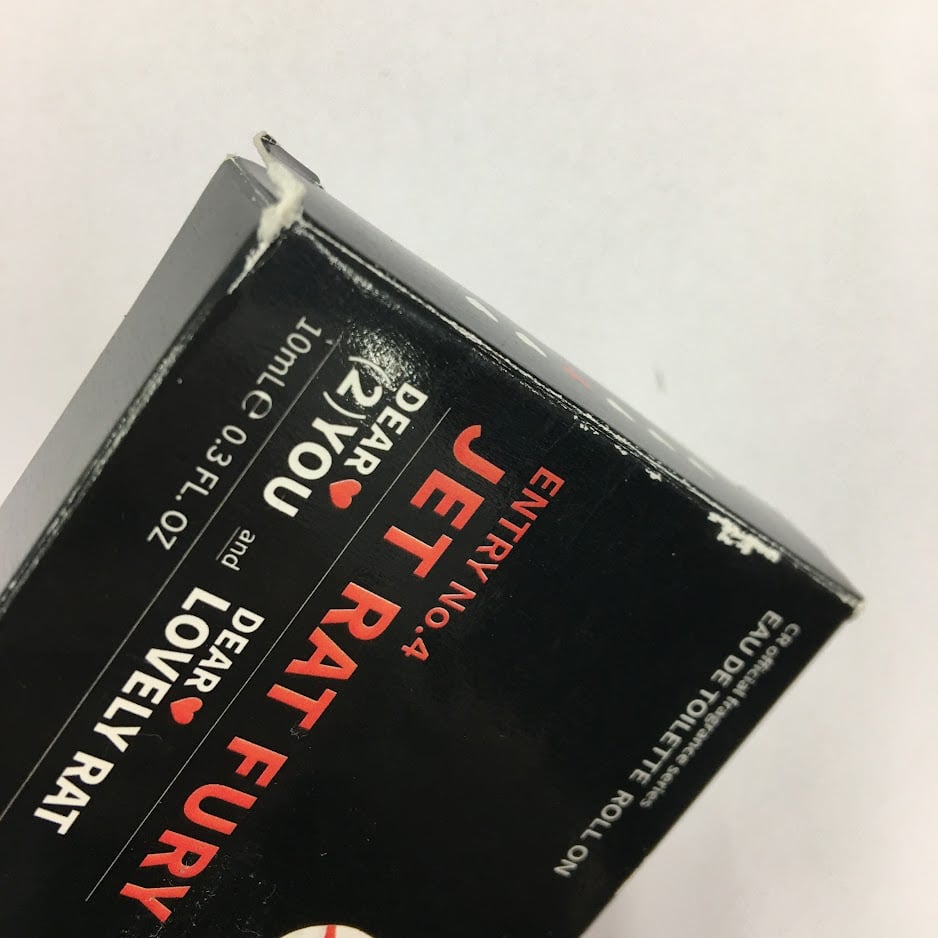 CR official fragrance series
EAU DE TOILETTE ROLL ON
ENTRY No.4
JET RAT FURY
DEAR♥
(2)YOU
and
DEAR♥
LOVELY RAT
10mL℮ 0.3 FL. OZ